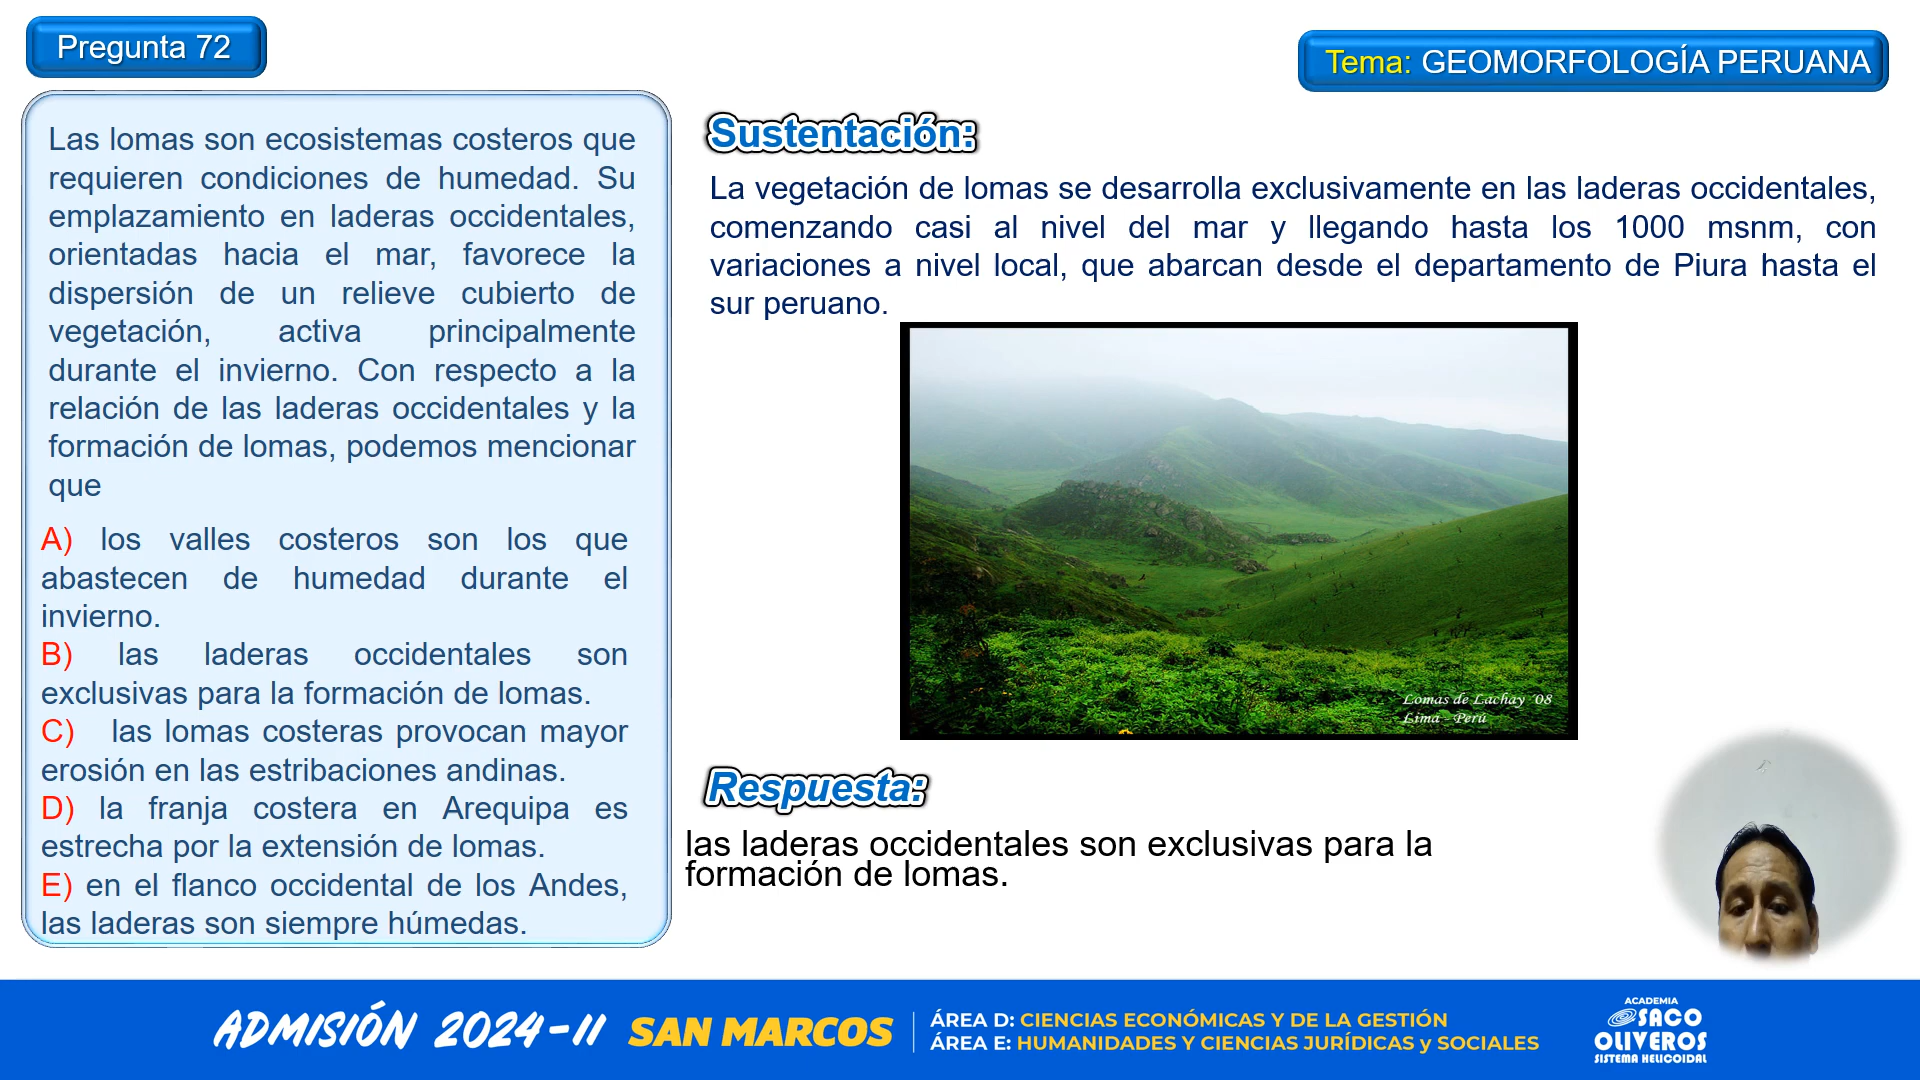 Pregunta 72
Tema: GEOMORFOLOGÍA PERUANA
Las lomas son ecosistemas costeros que
requieren condiciones de humedad. Su
emplazamiento en laderas occidentales,
orientadas hacia el mar, favorece la
dispersión de un relieve cubierto de
vegetación, activa principalmente
durante el invierno. Con respecto a la
relación de las laderas occidentales y la
formación de lomas, podemos mencionar
que
A) los valles costeros son los que
abastecen de humedad durante el
invierno.
B) las laderas occidentales son
exclusivas para la formación de lomas.
C) las lomas costeras provocan mayor
erosión en las estribaciones andinas.
D) la franja costera en Arequipa es
estrecha por la extensión de lomas.
E) en el flanco occidental de los Andes,
las laderas son siempre húmedas.
Sustentación:
La vegetación de lomas se desarrolla exclusivamente en las laderas occidentales,
comenzando casi al nivel del mar y llegando hasta los 1000 msnm, con
variaciones a nivel local, que abarcan desde el departamento de Piura hasta el
sur peruano.
Lomas de Lachay '08
Lima - Perú
Respuesta:
las laderas occidentales son exclusivas para la
formación de lomas.
ADMISIÓN 2024-II SAN MARCOS
ÁREA D: CIENCIAS ECONÓMICAS Y DE LA GESTIÓN
ÁREA E: HUMANIDADES Y CIENCIAS JURÍDICAS y SOCIALES
ACADEMIA
SACO
OLIVEROS
SISTEMA HELICOIDAL